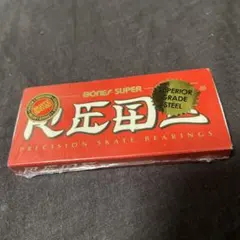 BONES SUPER
REDS
SUPERIOR
GRADE
STEEL
PRECISION SKATE BEARINGS